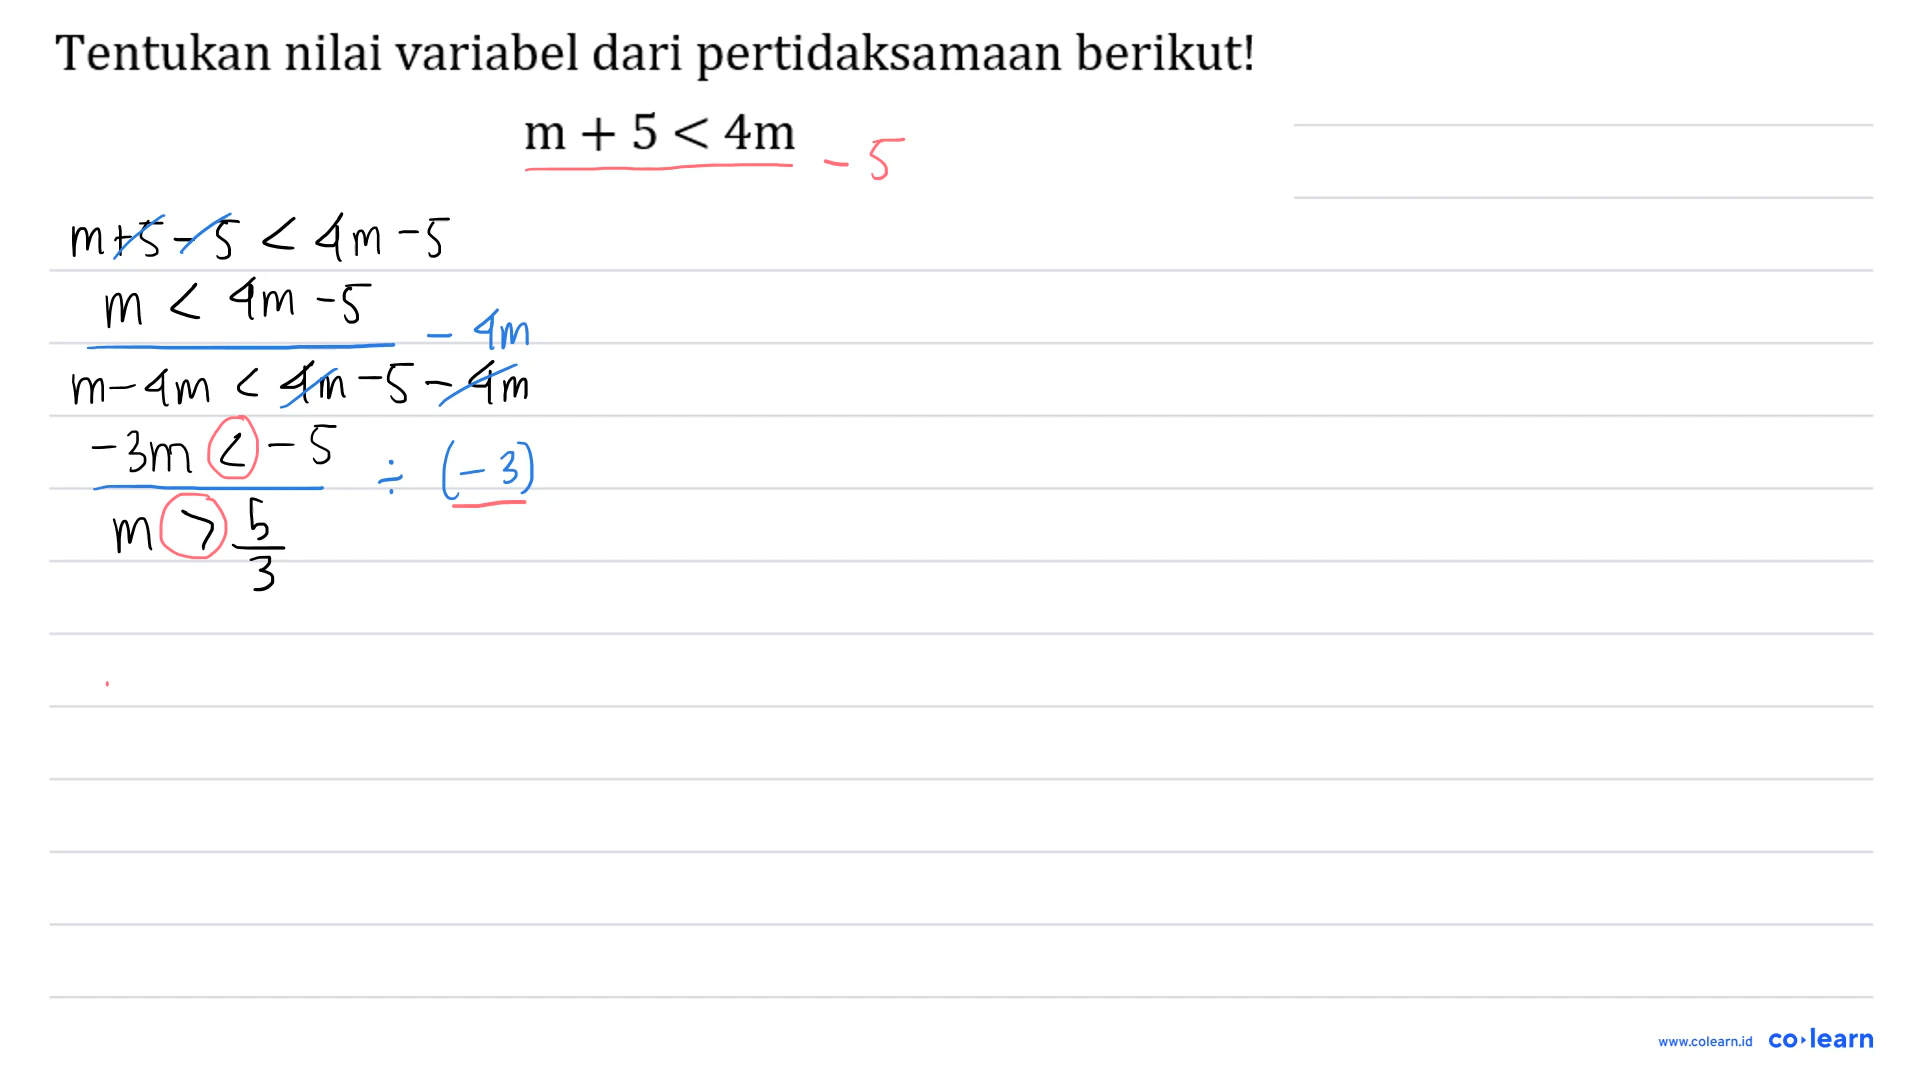 Tentukan nilai variabel dari pertidaksamaan berikut!
m + 5 < 4m - 5
m+5-5 < 4m-5
m < 4m-5 - 4m
m-4m < 4m-5-4m
-3m < -5 ÷ (-3)
m > 5/3
www.colearn.id co learn